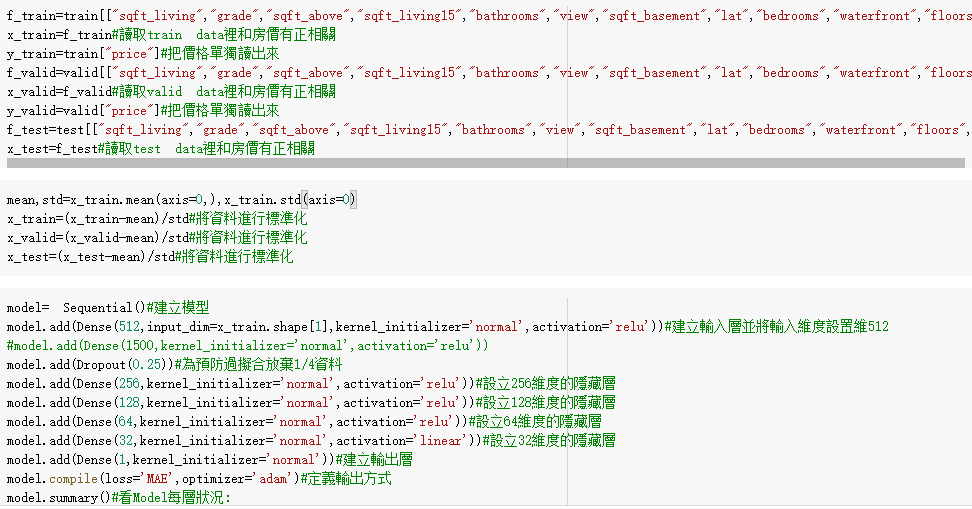 f_train=train[["sqft_living","grade","sqft_above","sqft_living15","bathrooms","view","sqft_basement","lat","bedrooms","waterfront","floors
x_train=f_train#讀取train  data裡和房價有正相關
y_train=train["price"]#把價格單獨讀出來
f_valid=valid[["sqft_living","grade","sqft_above","sqft_living15","bathrooms","view","sqft_basement","lat","bedrooms","waterfront","floors
x_valid=f_valid#讀取valid  data裡和房價有正相關
y_valid=valid["price"]#把價格單獨讀出來
f_test=test[["sqft_living","grade","sqft_above","sqft_living15","bathrooms","view","sqft_basement","lat","bedrooms","waterfront","floors",
x_test=f_test#讀取test  data裡和房價有正相關
mean,std=x_train.mean(axis=0,),x_train.std(axis=0)
x_train=(x_train-mean)/std#將資料進行標準化
x_valid=(x_valid-mean)/std#將資料進行標準化
x_test=(x_test-mean)/std#將資料進行標準化
model=  Sequential()#建立模型
model.add(Dense(512,input_dim=x_train.shape[1],kernel_initializer='normal',activation='relu'))#建立輸入層並將輸入維度設置維512
#model.add(Dense(1500,kernel_initializer='normal',activation='relu'))
model.add(Dropout(0.25))#為預防過擬合放棄1/4資料
model.add(Dense(256,kernel_initializer='normal',activation='relu'))#設立256維度的隱藏層
model.add(Dense(128,kernel_initializer='normal',activation='relu'))#設立128維度的隱藏層
model.add(Dense(64,kernel_initializer='normal',activation='relu'))#設立64維度的隱藏層
model.add(Dense(32,kernel_initializer='normal',activation='linear'))#設立32維度的隱藏層
model.add(Dense(1,kernel_initializer='normal'))#建立輸出層
model.compile(loss='MAE',optimizer='adam')#定義輸出方式
model.summary()#看Model每層狀況: